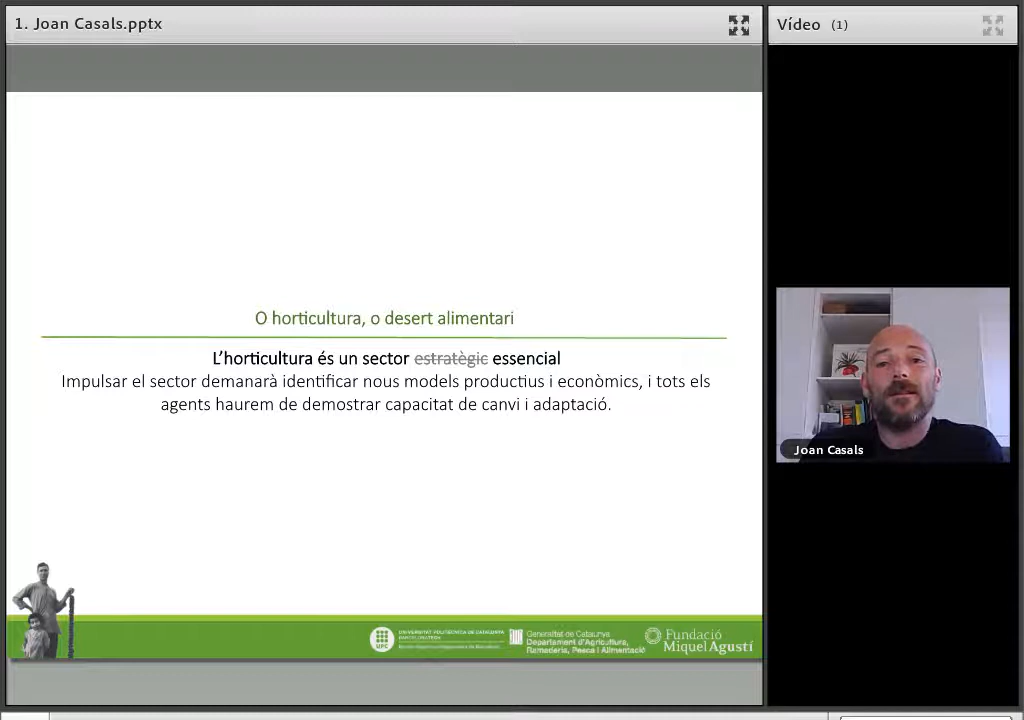 1. Joan Casals.pptx
Vídeo (1)
O horticultura, o desert alimentari
L'horticultura és un sector estratègic essencial
Impulsar el sector demanarà identificar nous models productius i econòmics, i tots els
agents haurem de demostrar capacitat de canvi i adaptació.
Joan Casals
UPC
UNIVERSITAT POLITÈCNICA DE CATALUNYA
BARCELONATECH
Generalitat de Catalunya
Departament d'Agricultura,
Ramaderia, Pesca i Alimentació
Fundació
Miquel Agustí